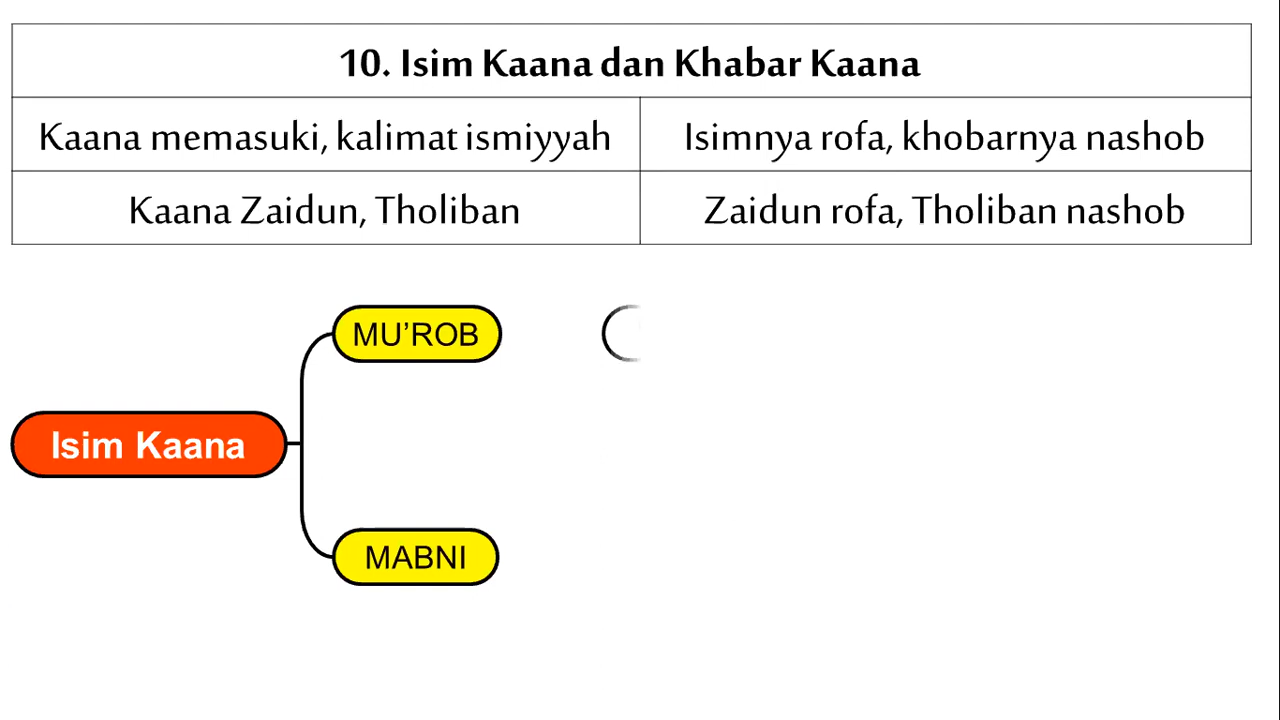 10. Isim Kaana dan Khabar Kaana
Kaana memasuki, kalimat ismiyyah
Isimnya rofa, khobarnya nashob
Kaana Zaidun, Tholiban
Zaidun rofa, Tholiban nashob
MU’ROB
Isim Kaana
MABNI